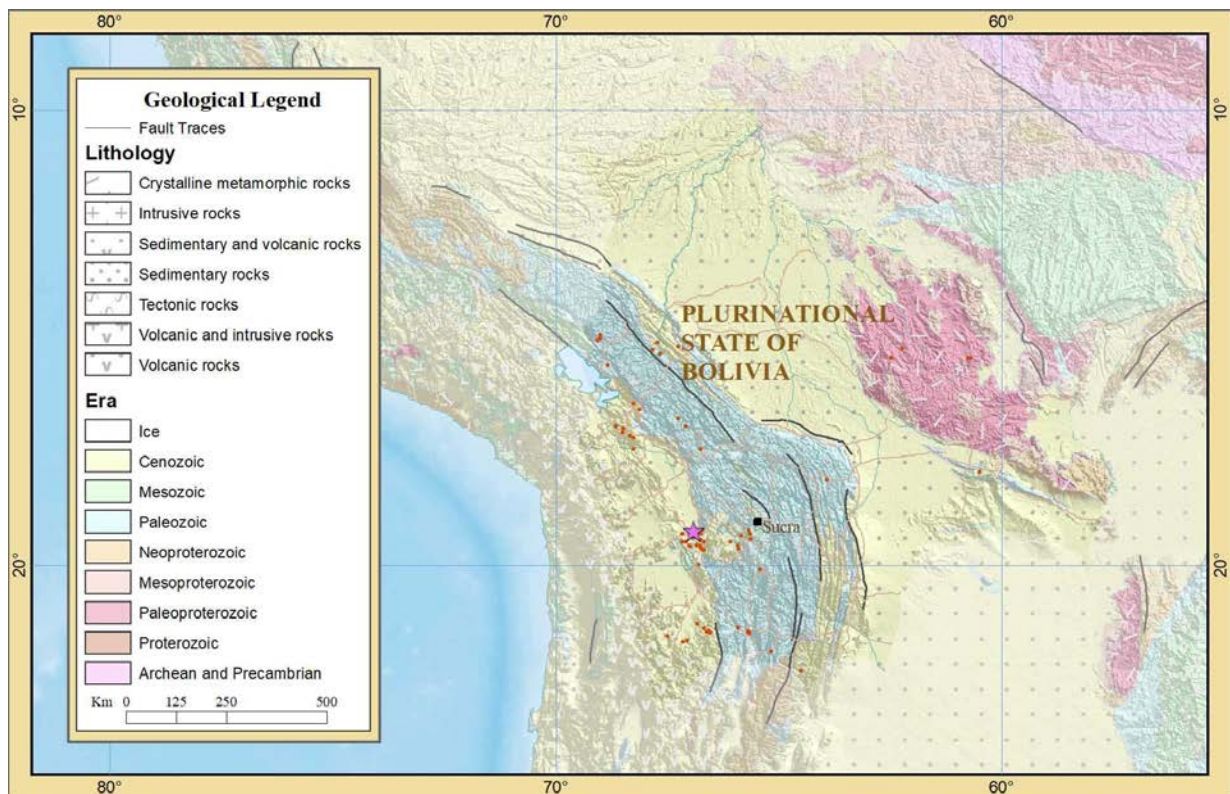 80°
70°
60°
10°
10°
Geological Legend
Fault Traces
Lithology
Crystalline metamorphic rocks
Intrusive rocks
Sedimentary and volcanic rocks
Sedimentary rocks
Tectonic rocks
Volcanic and intrusive rocks
Volcanic rocks
Era
Ice
Cenozoic
Mesozoic
Paleozoic
Neoproterozoic
Mesoproterozoic
Paleoproterozoic
Proterozoic
Archean and Precambrian
Km 0 125 250 500
PLURINATIONAL
STATE OF
BOLIVIA
Sucra
20°
20°
80°
70°
60°